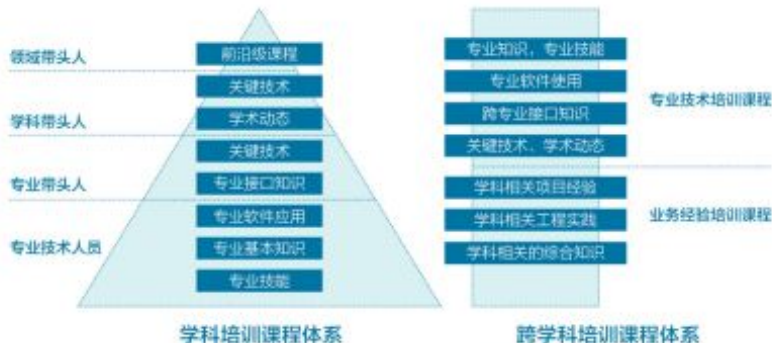 领域带头人
前沿级课程
关键技术
学科带头人
学术动态
关键技术
专业带头人
专业接口知识
专业软件应用
专业技术人员
专业基本知识
专业技能
学科培训课程体系
专业知识，专业技能
专业软件使用
跨专业接口知识
关键技术、学术动态
专业技术培训课程
学科相关项目经验
学科相关工程实践
学科相关的综合知识
业务经验培训课程
跨学科培训课程体系